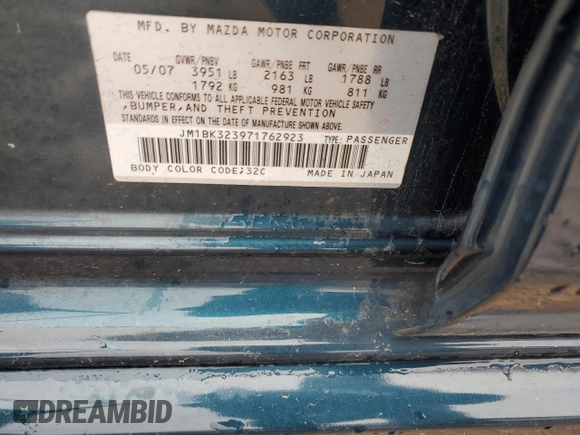 MFD. BY MAZDA MOTOR CORPORATION
DATE GVWR/PNBV GAWR/PNBE FRT GAWR/PNBE RR
05/07 3951 LB 2163 LB 1788 LB
1792 KG 981 KG 811 KG
THIS VEHICLE CONFORMS TO ALL APPLICABLE FEDERAL MOTOR VEHICLE SAFETY
,BUMPER,AND THEFT PREVENTION
STANDARDS IN EFFECT ON THE DATE OF MANUFACTURE SHOWN ABOVE.
JM1BK323971762923 TYPE: PASSENGER
BODY COLOR CODE;32C MADE IN JAPAN
DREAMBID